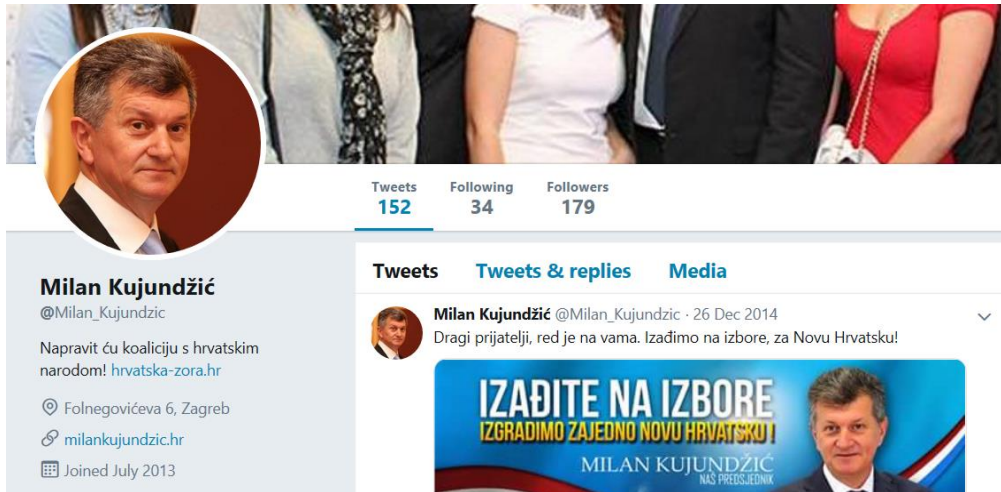 Tweets Following Followers
152 34 179
Milan Kujundžić
@Milan_Kujundzic
Napravit ću koaliciju s hrvatskim
narodom! hrvatska-zora.hr
Folnegovićeva 6, Zagreb
milankujundzic.hr
Joined July 2013
Tweets Tweets & replies Media
Milan Kujundžić @Milan_Kujundzic · 26 Dec 2014
Dragi prijatelji, red je na vama. Izađimo na izbore, za Novu Hrvatsku!
IZAĐITE NA IZBORE
IZGRADIMO ZAJEDNO NOVU HRVATSKU !
MILAN KUJUNDŽIĆ
NAŠ PREDSJEDNIK